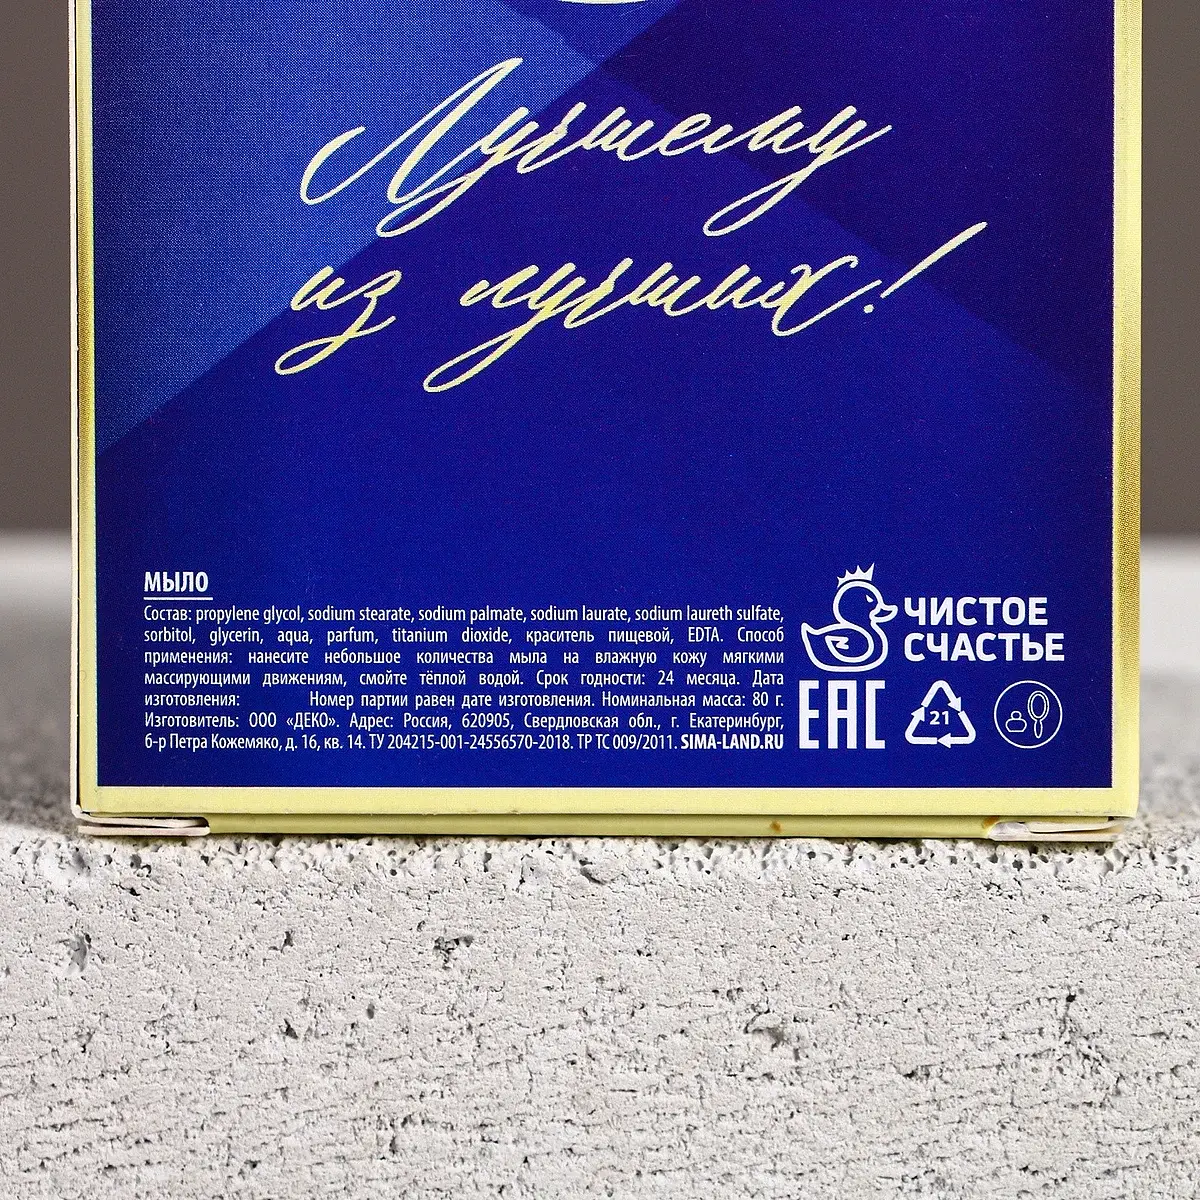 Лучшему
из лучших!
МЫЛО
Состав: propylene glycol, sodium stearate, sodium palmate, sodium laurate, sodium laureth sulfate,
sorbitol, glycerin, aqua, parfum, titanium dioxide, краситель пищевой, EDTA. Способ
применения: нанесите небольшое количества мыла на влажную кожу мягкими
массирующими движениям, смойте тёплой водой. Срок годности: 24 месяца. Дата
изготовления: Номер партии равен дате изготовления. Номинальная масса: 80 г.
Изготовитель: ООО «ДЕКО». Адрес: Россия, 620905, Свердловская обл., г. Екатеринбург,
б-р Петра Кожемяко, д. 16, кв. 14. ТУ 204215-001-24556570-2018. ТР ТС 009/2011. SIMA-LAND.RU
ЧИСТОЕ
СЧАСТЬЕ
EAC
21